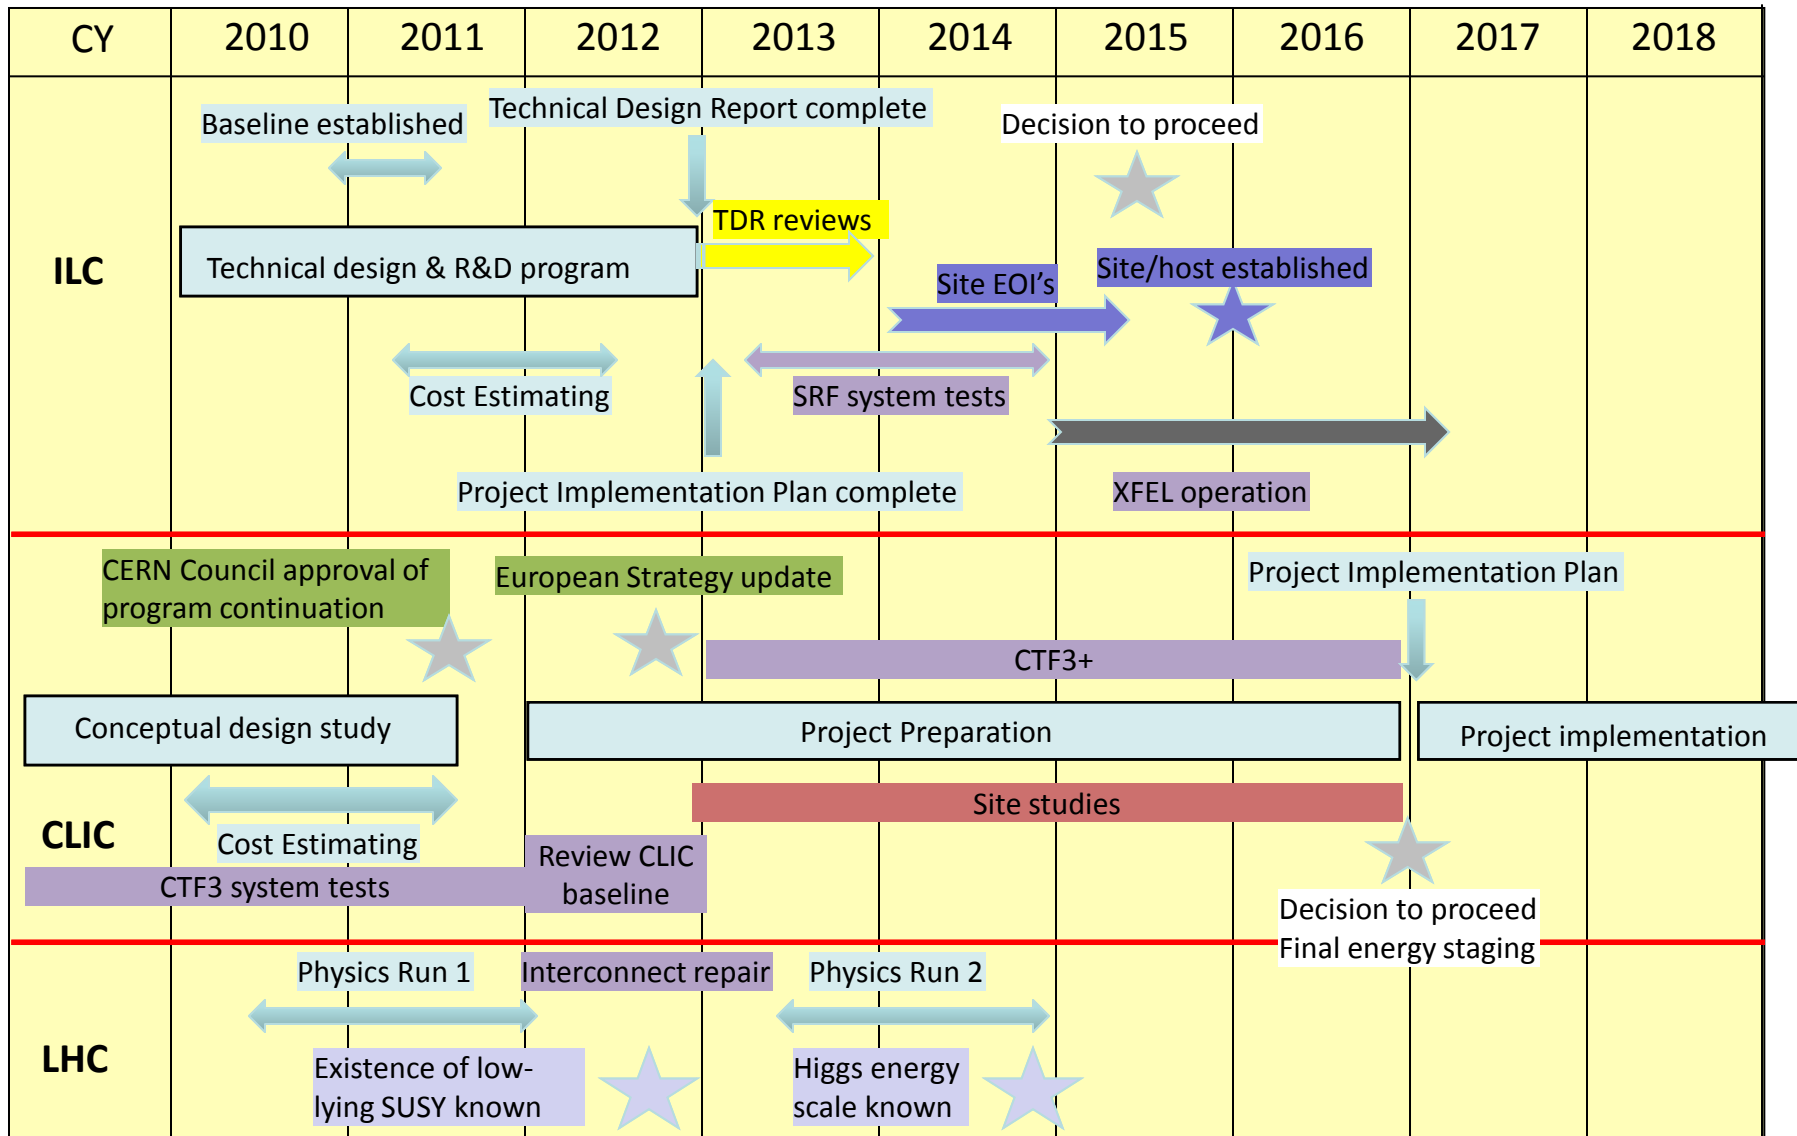 CY 2010 2011 2012 2013 2014 2015 2016 2017 2018
Technical Design Report complete
Baseline established
Decision to proceed
TDR reviews
ILC
Technical design & R&D program
Site EOI's
Site/host established
Cost Estimating
SRF system tests
Project Implementation Plan complete
XFEL operation
CERN Council approval of
program continuation
European Strategy update
Project Implementation Plan
CTF3+
Conceptual design study
Project Preparation
Project implementation
Site studies
CLIC
Cost Estimating
Review CLIC
baseline
CTF3 system tests
Decision to proceed
Final energy staging
Physics Run 1
Interconnect repair
Physics Run 2
LHC
Existence of low-
lying SUSY known
Higgs energy
scale known